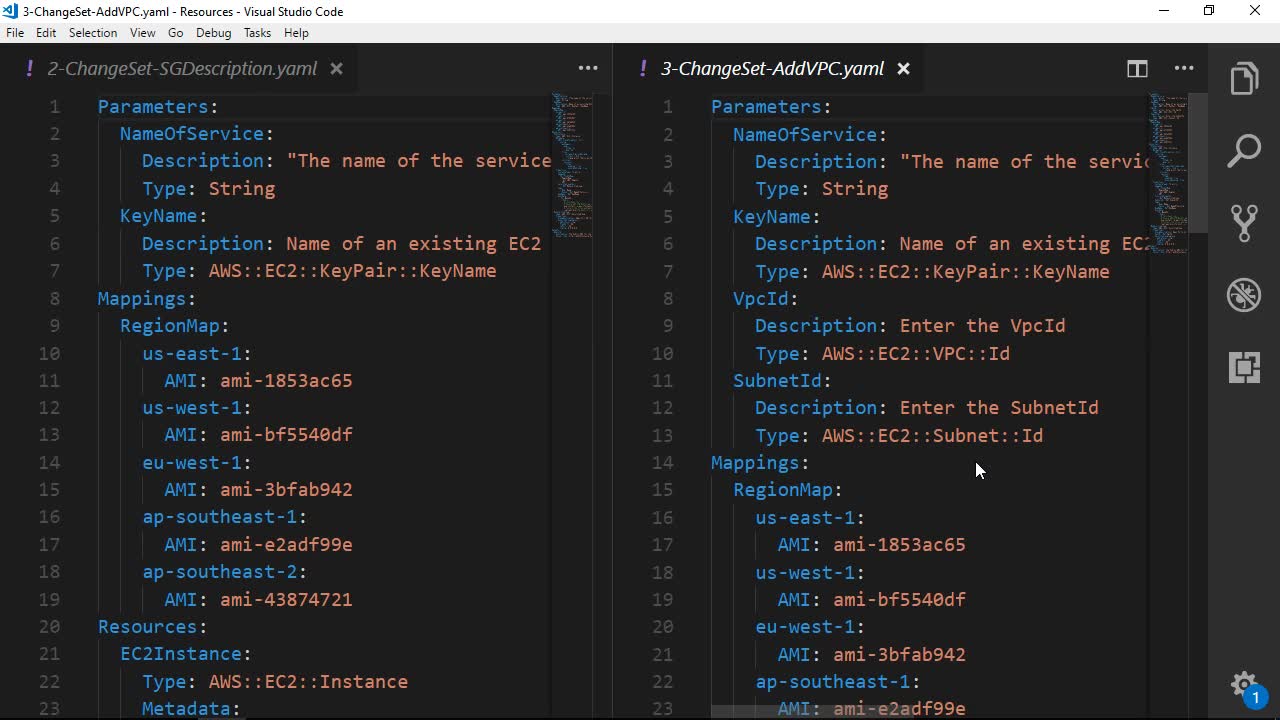 3-ChangeSet-AddVPC.yaml - Resources - Visual Studio Code
File Edit Selection View Go Debug Tasks Help
! 2-ChangeSet-SGDescription.yaml
1 Parameters:
2 NameOfService:
3 Description: "The name of the service
4 Type: String
5 KeyName:
6 Description: Name of an existing EC2
7 Type: AWS::EC2::KeyPair::KeyName
8 Mappings:
9 RegionMap:
10 us-east-1:
11 AMI: ami-1853ac65
12 us-west-1:
13 AMI: ami-bf5540df
14 eu-west-1:
15 AMI: ami-3bfab942
16 ap-southeast-1:
17 AMI: ami-e2adf99e
18 ap-southeast-2:
19 AMI: ami-43874721
20 Resources:
21 EC2Instance:
22 Type: AWS::EC2::Instance
23 Metadata:
! 3-ChangeSet-AddVPC.yaml
1 Parameters:
2 NameOfService:
3 Description: "The name of the servic
4 Type: String
5 KeyName:
6 Description: Name of an existing EC2
7 Type: AWS::EC2::KeyPair::KeyName
8 VpcId:
9 Description: Enter the VpcId
10 Type: AWS::EC2::VPC::Id
11 SubnetId:
12 Description: Enter the SubnetId
13 Type: AWS::EC2::Subnet::Id
14 Mappings:
15 RegionMap:
16 us-east-1:
17 AMI: ami-1853ac65
18 us-west-1:
19 AMI: ami-bf5540df
20 eu-west-1:
21 AMI: ami-3bfab942
22 ap-southeast-1:
23 AMI: ami-e2adf99e
1